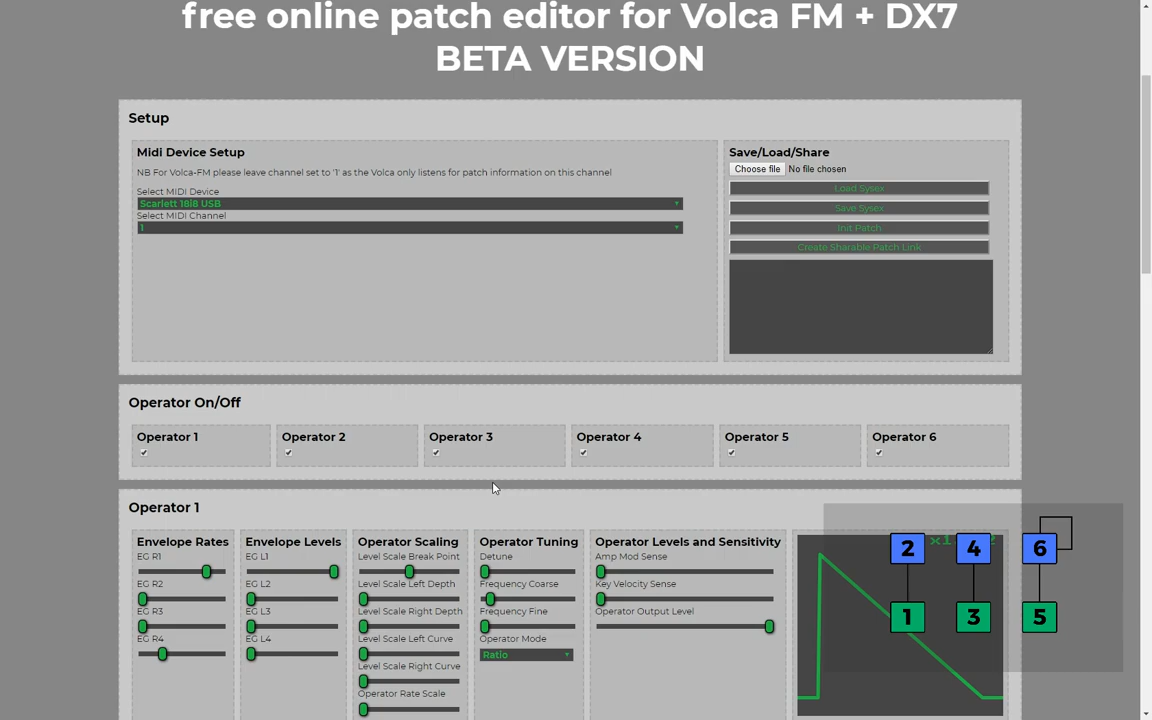 free online patch editor for Volca FM + DX7
BETA VERSION
Setup
Midi Device Setup
NB For Volca-FM please leave channel set to '1' as the Volca only listens for patch information on this channel
Select MIDI Device
Scarlett 18i8 USB
Select MIDI Channel
1
Save/Load/Share
Choose file No file chosen
Load Sysex
Save Sysex
Init Patch
Create Sharable Patch Link
Operator On/Off
Operator 1
Operator 2
Operator 3
Operator 4
Operator 5
Operator 6
Operator 1
Envelope Rates
EG R1
EG R2
EG R3
EG R4
Envelope Levels
EG L1
EG L2
EG L3
EG L4
Operator Scaling
Level Scale Break Point
Level Scale Left Depth
Level Scale Right Depth
Level Scale Left Curve
Level Scale Right Curve
Operator Rate Scale
Operator Tuning
Detune
Frequency Coarse
Frequency Fine
Operator Mode
Ratio
Operator Levels and Sensitivity
Amp Mod Sense
Key Velocity Sense
Operator Output Level
2 4 6
1 3 5